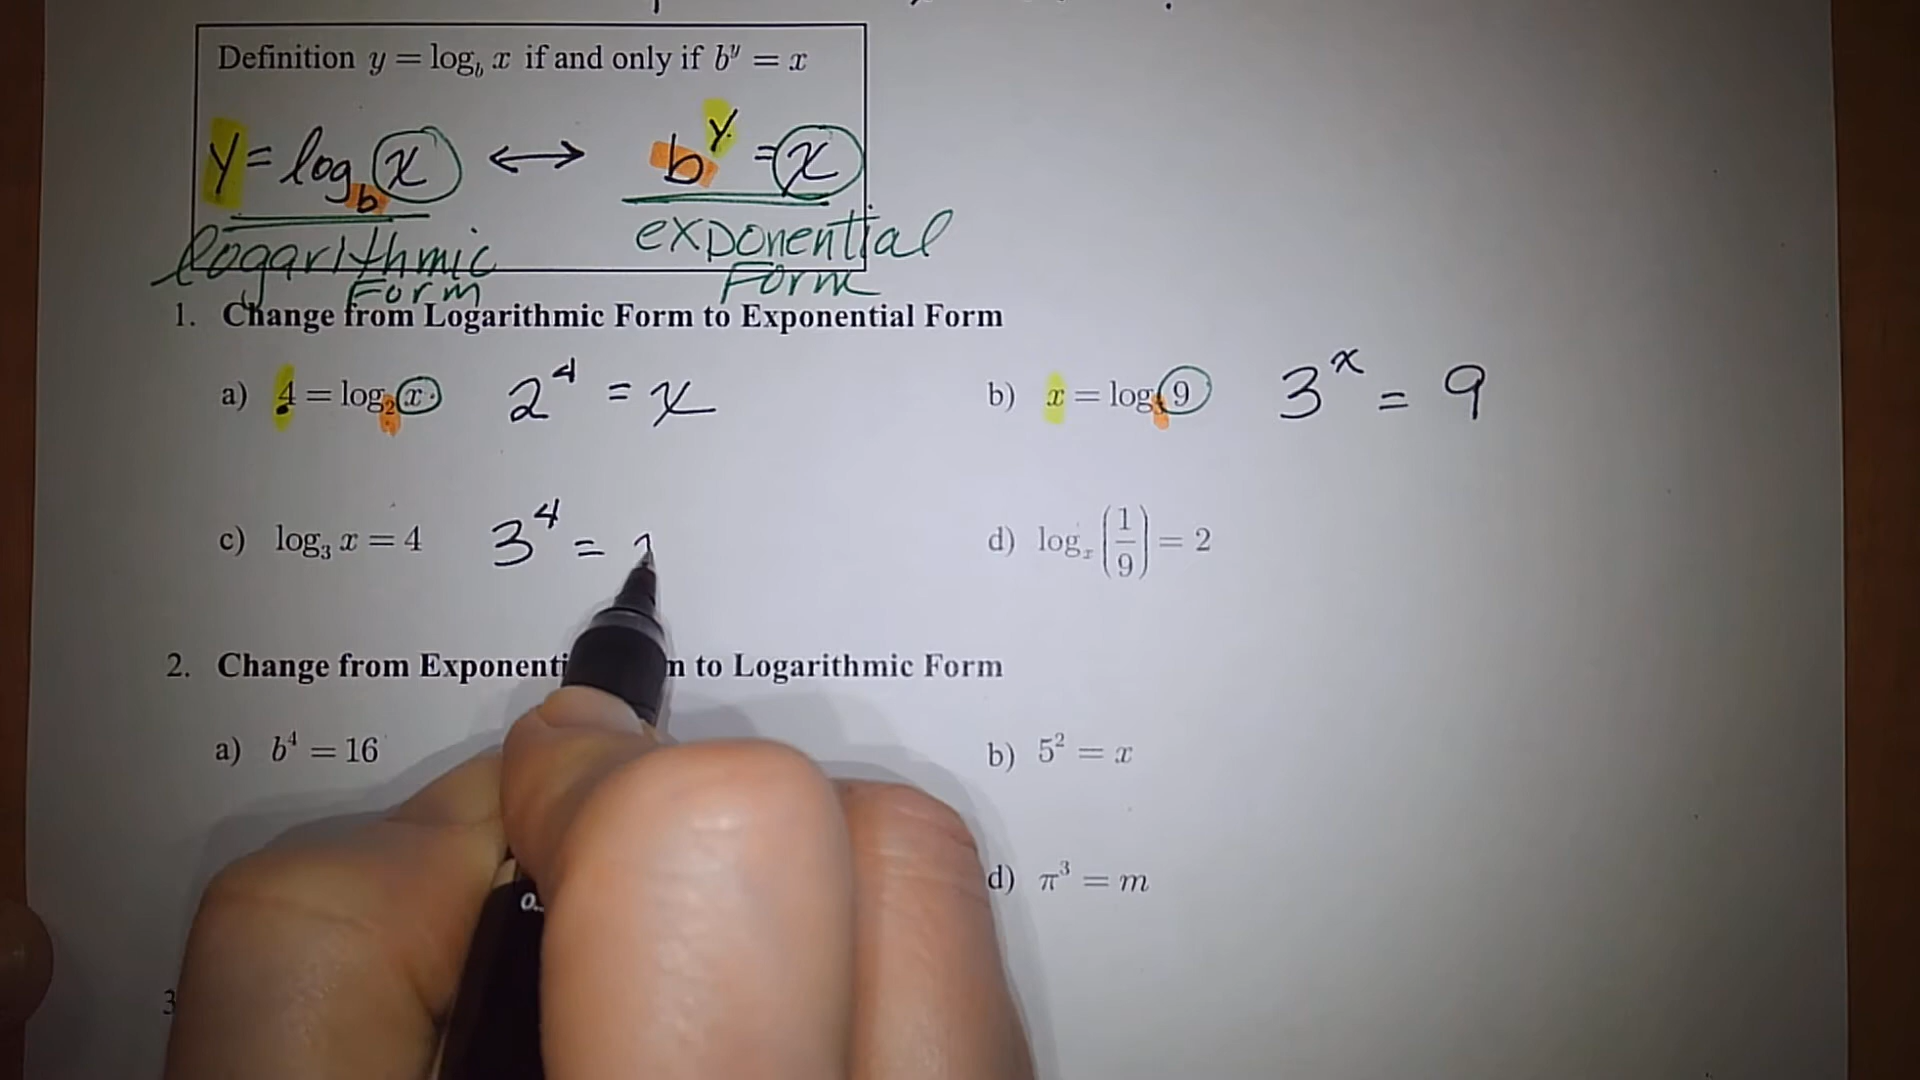 Definition y = log_b x if and only if b^y = x
y = log_b x ↔ b^y = x
logarithmic Form exponential Form
1. Change from Logarithmic Form to Exponential Form
a) 4 = log_2 x 2^4 = x b) x = log_3 9 3^x = 9
c) log_3 x = 4 3^4 = d) log_x (1/9) = 2
2. Change from to Logarithmic Form
a) b^4 = 16 b) 5^2 = x
d) π^3 = m
3